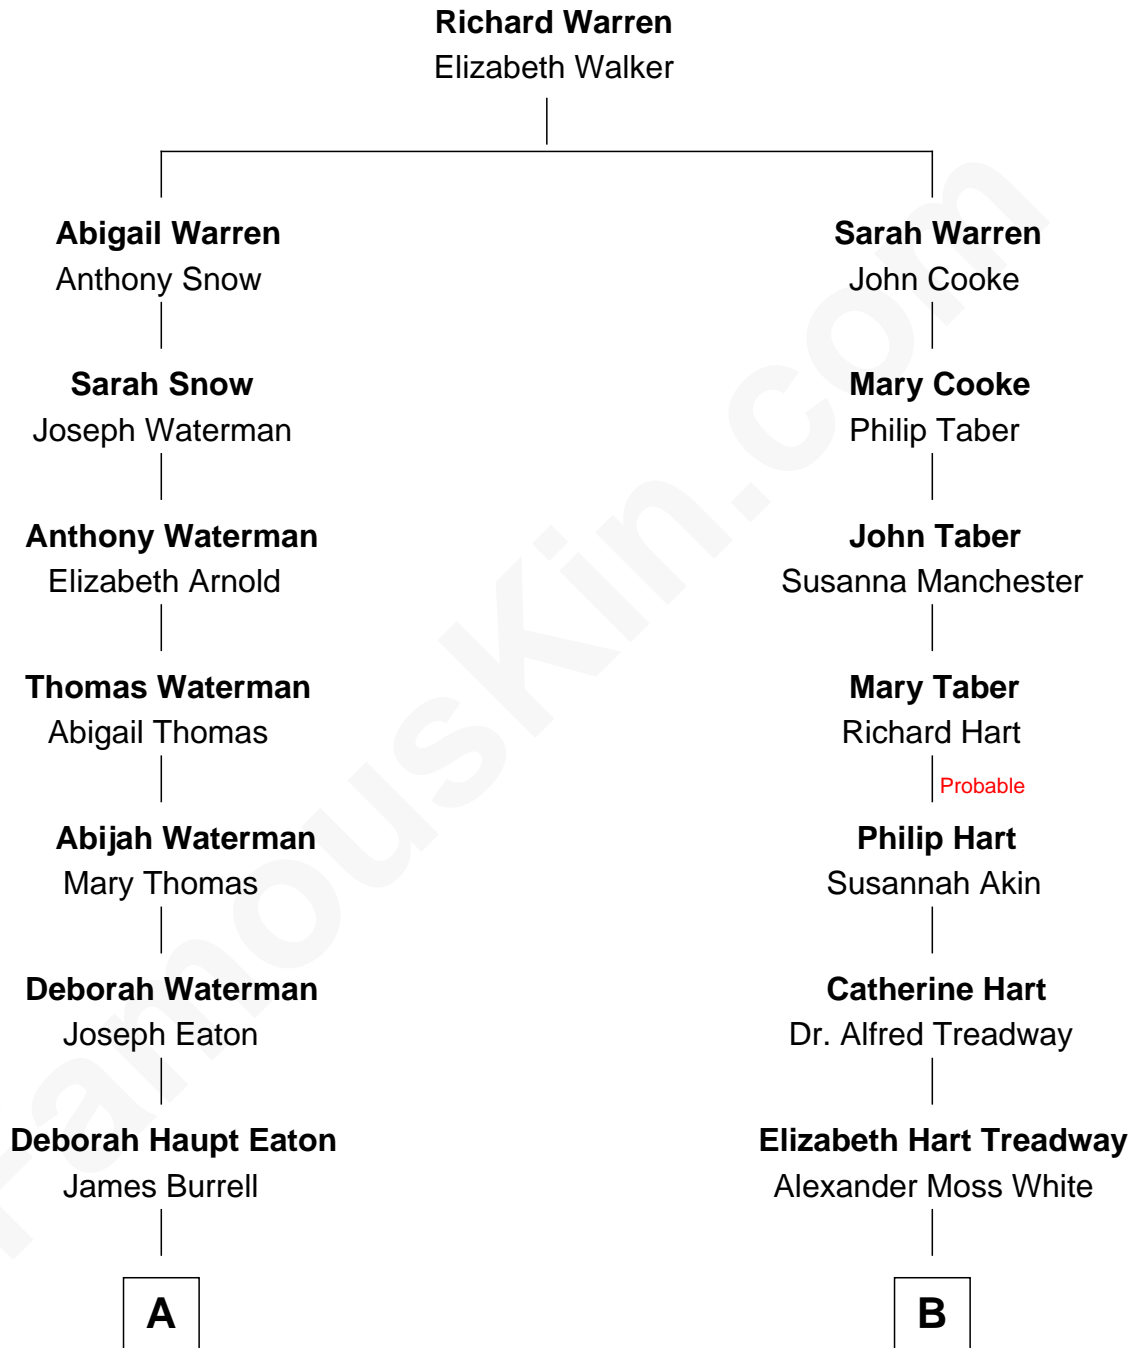 Richard Warren
Elizabeth Walker
Abigail Warren
Anthony Snow
Sarah Warren
John Cooke
Sarah Snow
Joseph Waterman
Mary Cooke
Philip Taber
Anthony Waterman
Elizabeth Arnold
John Taber
Susanna Manchester
Thomas Waterman
Abigail Thomas
Mary Taber
Richard Hart
Probable
Abijah Waterman
Mary Thomas
Philip Hart
Susannah Akin
Deborah Waterman
Joseph Eaton
Catherine Hart
Dr. Alfred Treadway
Deborah Haupt Eaton
James Burrell
Elizabeth Hart Treadway
Alexander Moss White
A
B
FamousKin.com